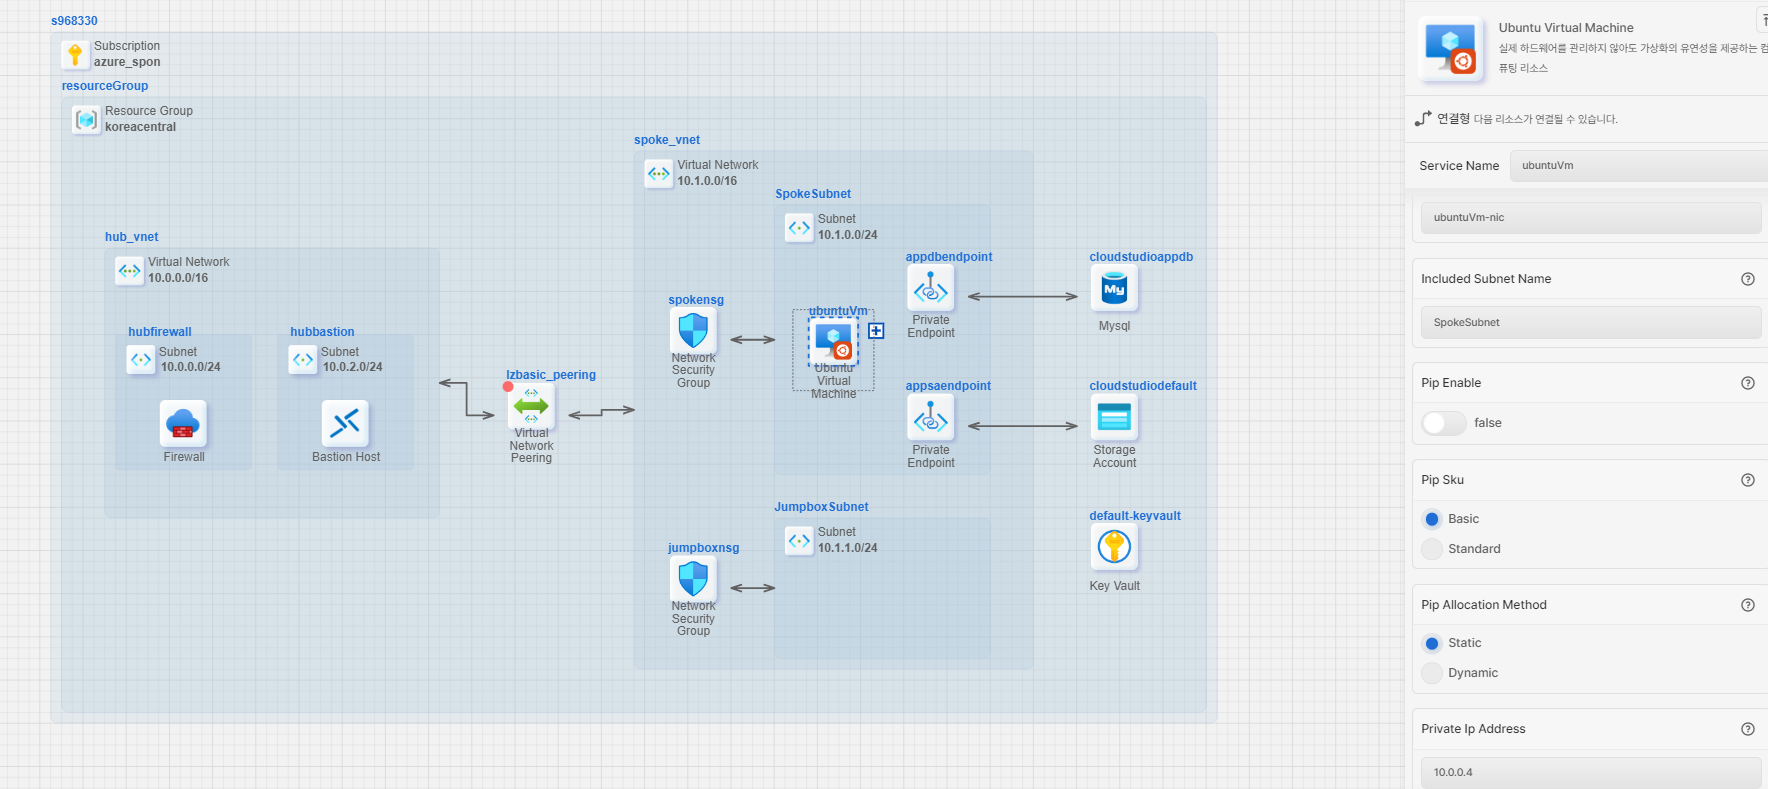 s968330
Subscription
azure_spon
resourceGroup
Resource Group
koreacentral
hub_vnet
Virtual Network
10.0.0.0/16
hubfirewall
Subnet
10.0.0.0/24
Firewall
hubbastion
Subnet
10.0.2.0/24
Bastion Host
lzbasic_peering
Virtual
Network
Peering
spoke_vnet
Virtual Network
10.1.0.0/16
spokensg
Network
Security
Group
SpokeSubnet
Subnet
10.1.0.0/24
ubuntuVm
Ubuntu
Virtual
Machine
appdbendpoint
Private
Endpoint
appsaendpoint
Private
Endpoint
jumpboxnsg
Network
Security
Group
JumpboxSubnet
Subnet
10.1.1.0/24
cloudstudioappdb
My
Mysql
cloudstudiodefault
Storage
Account
default-keyvault
Key Vault
Ubuntu Virtual Machine
실제 하드웨어를 관리하지 않아도 가상화의 유연성을 제공하는 컴
퓨팅 리소스
연결형 다음 리소스가 연결될 수 있습니다.
Service Name
ubuntuVm
ubuntuVm-nic
Included Subnet Name
SpokeSubnet
Pip Enable
false
Pip Sku
Basic
Standard
Pip Allocation Method
Static
Dynamic
Private Ip Address
10.0.0.4